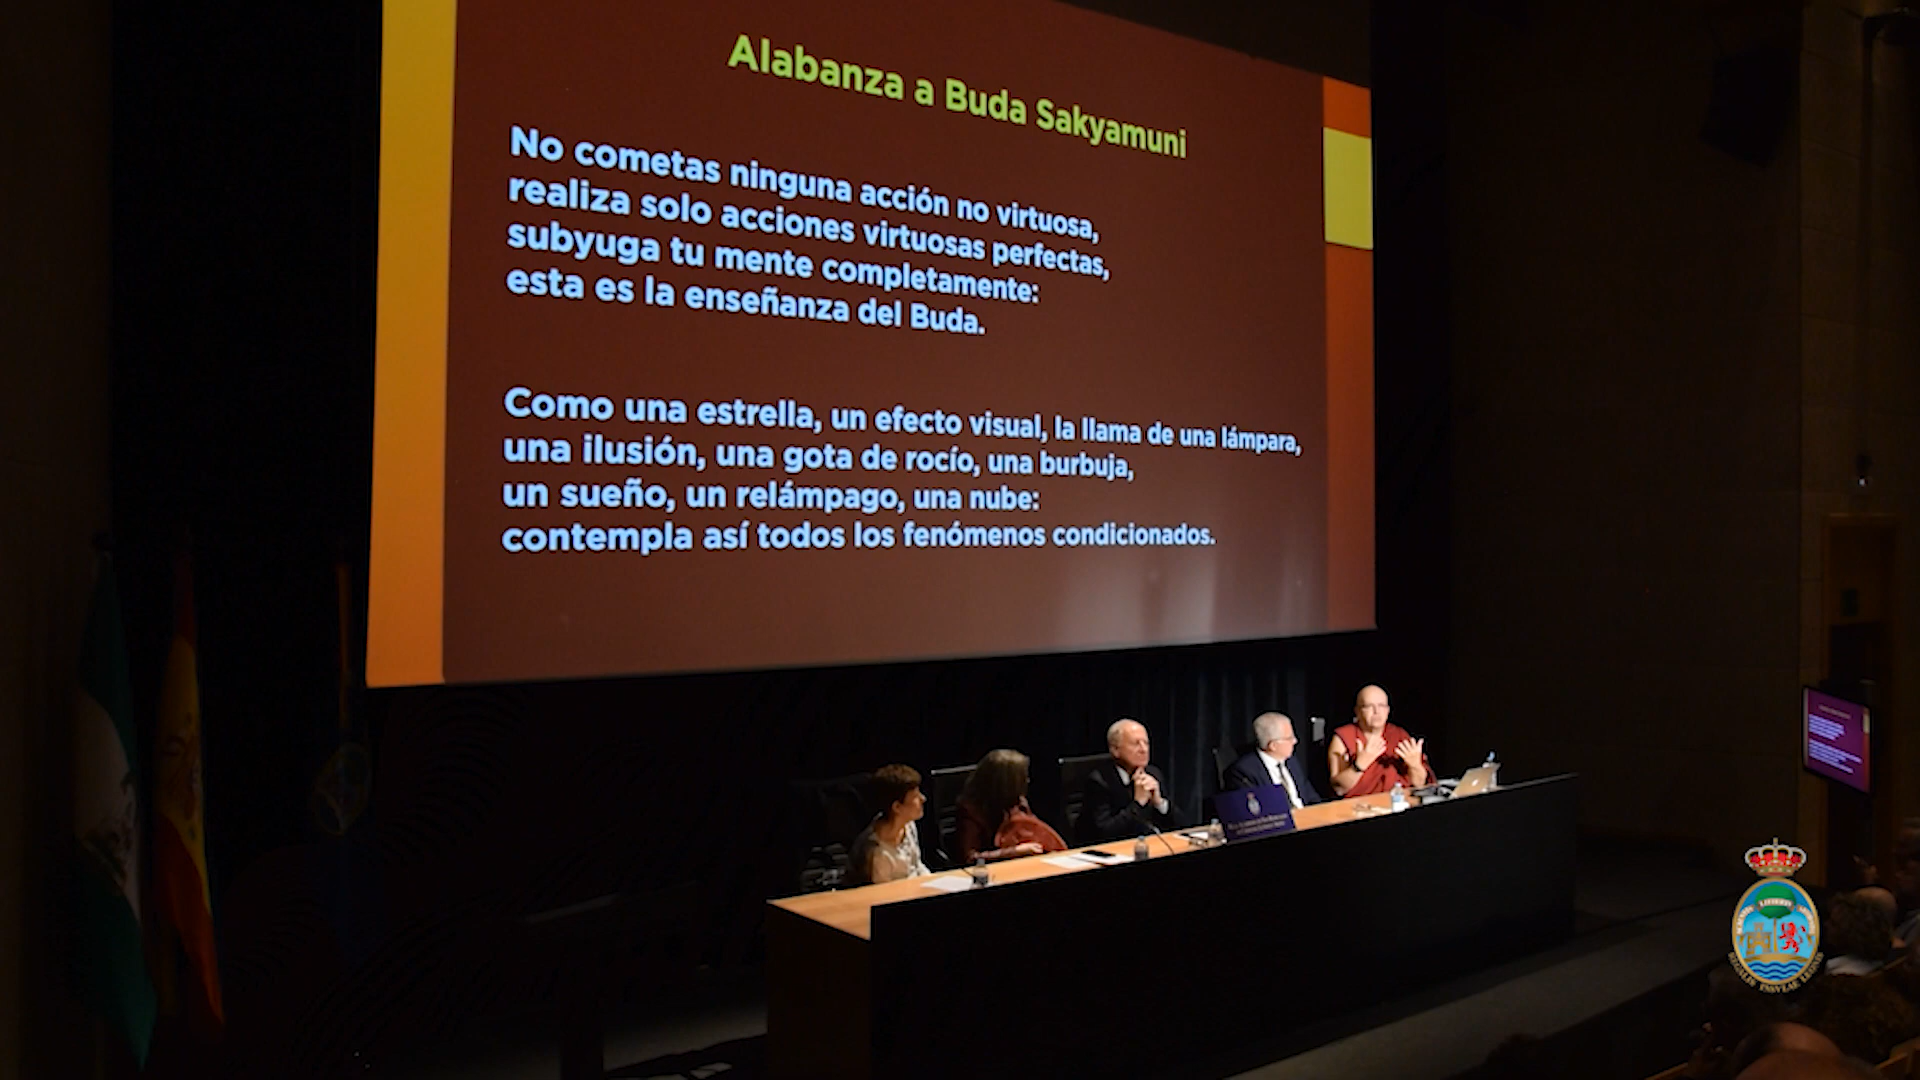 Alabanza a Buda Sakyamuni
No cometas ninguna acción no virtuosa,
realiza solo acciones virtuosas perfectas,
subyuga tu mente completamente:
esta es la enseñanza del Buda.
Como una estrella, un efecto visual, la llama de una lámpara,
una ilusión, una gota de rocío, una burbuja,
un sueño, un relámpago, una nube:
contempla así todos los fenómenos condicionados.